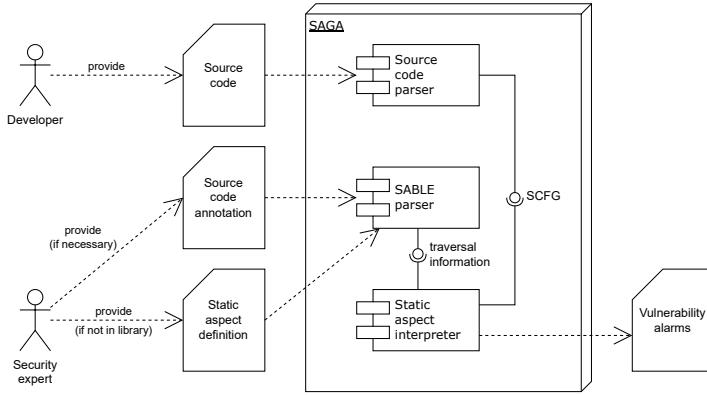 SAGA
provide
Source
code
Source
code
parser
Developer
Source
code
annotation
SABLE
parser
SCFG
provide
(if necessary)
traversal
information
provide
(if not in library)
Static
aspect
definition
Static
aspect
interpreter
Vulnerability
alarms
Security
expert